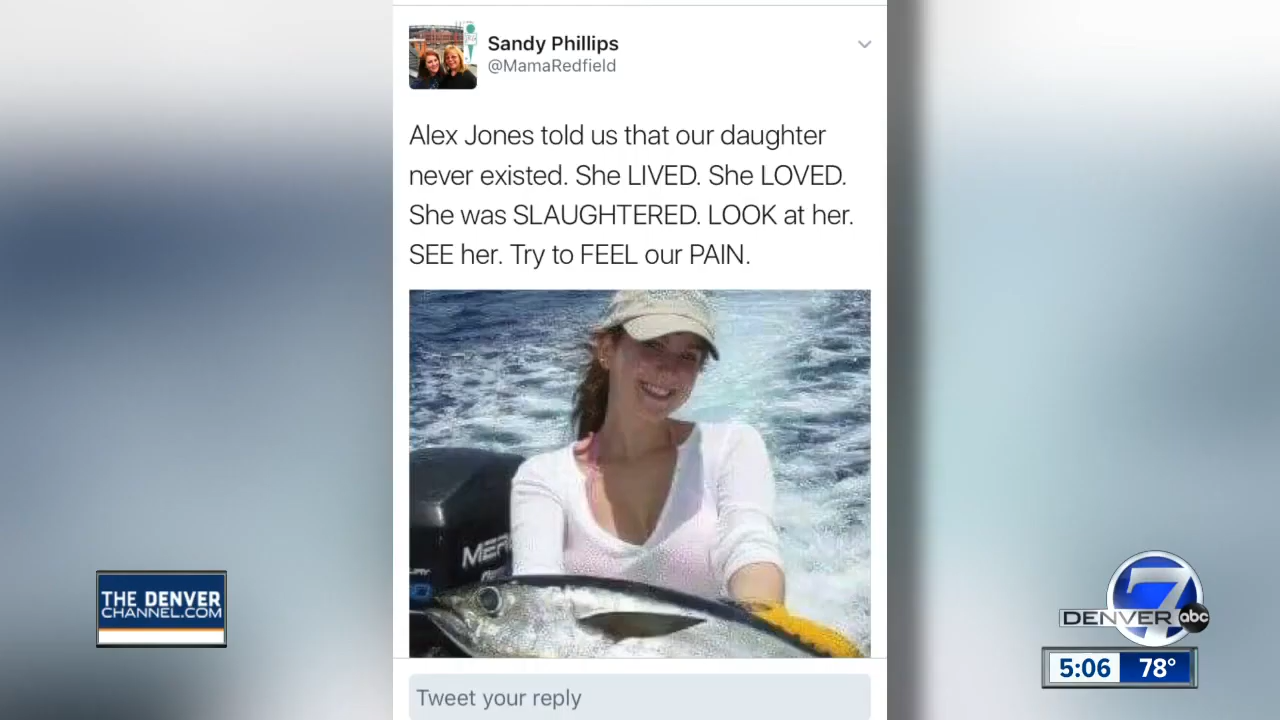 Sandy Phillips
@MamaRedfield
Alex Jones told us that our daughter
never existed. She LIVED. She LOVED.
She was SLAUGHTERED. LOOK at her.
SEE her. Try to FEEL our PAIN.
MER
Tweet your reply
THE DENVER
CHANNEL.COM
DENVER 7 abc
5:06 78°